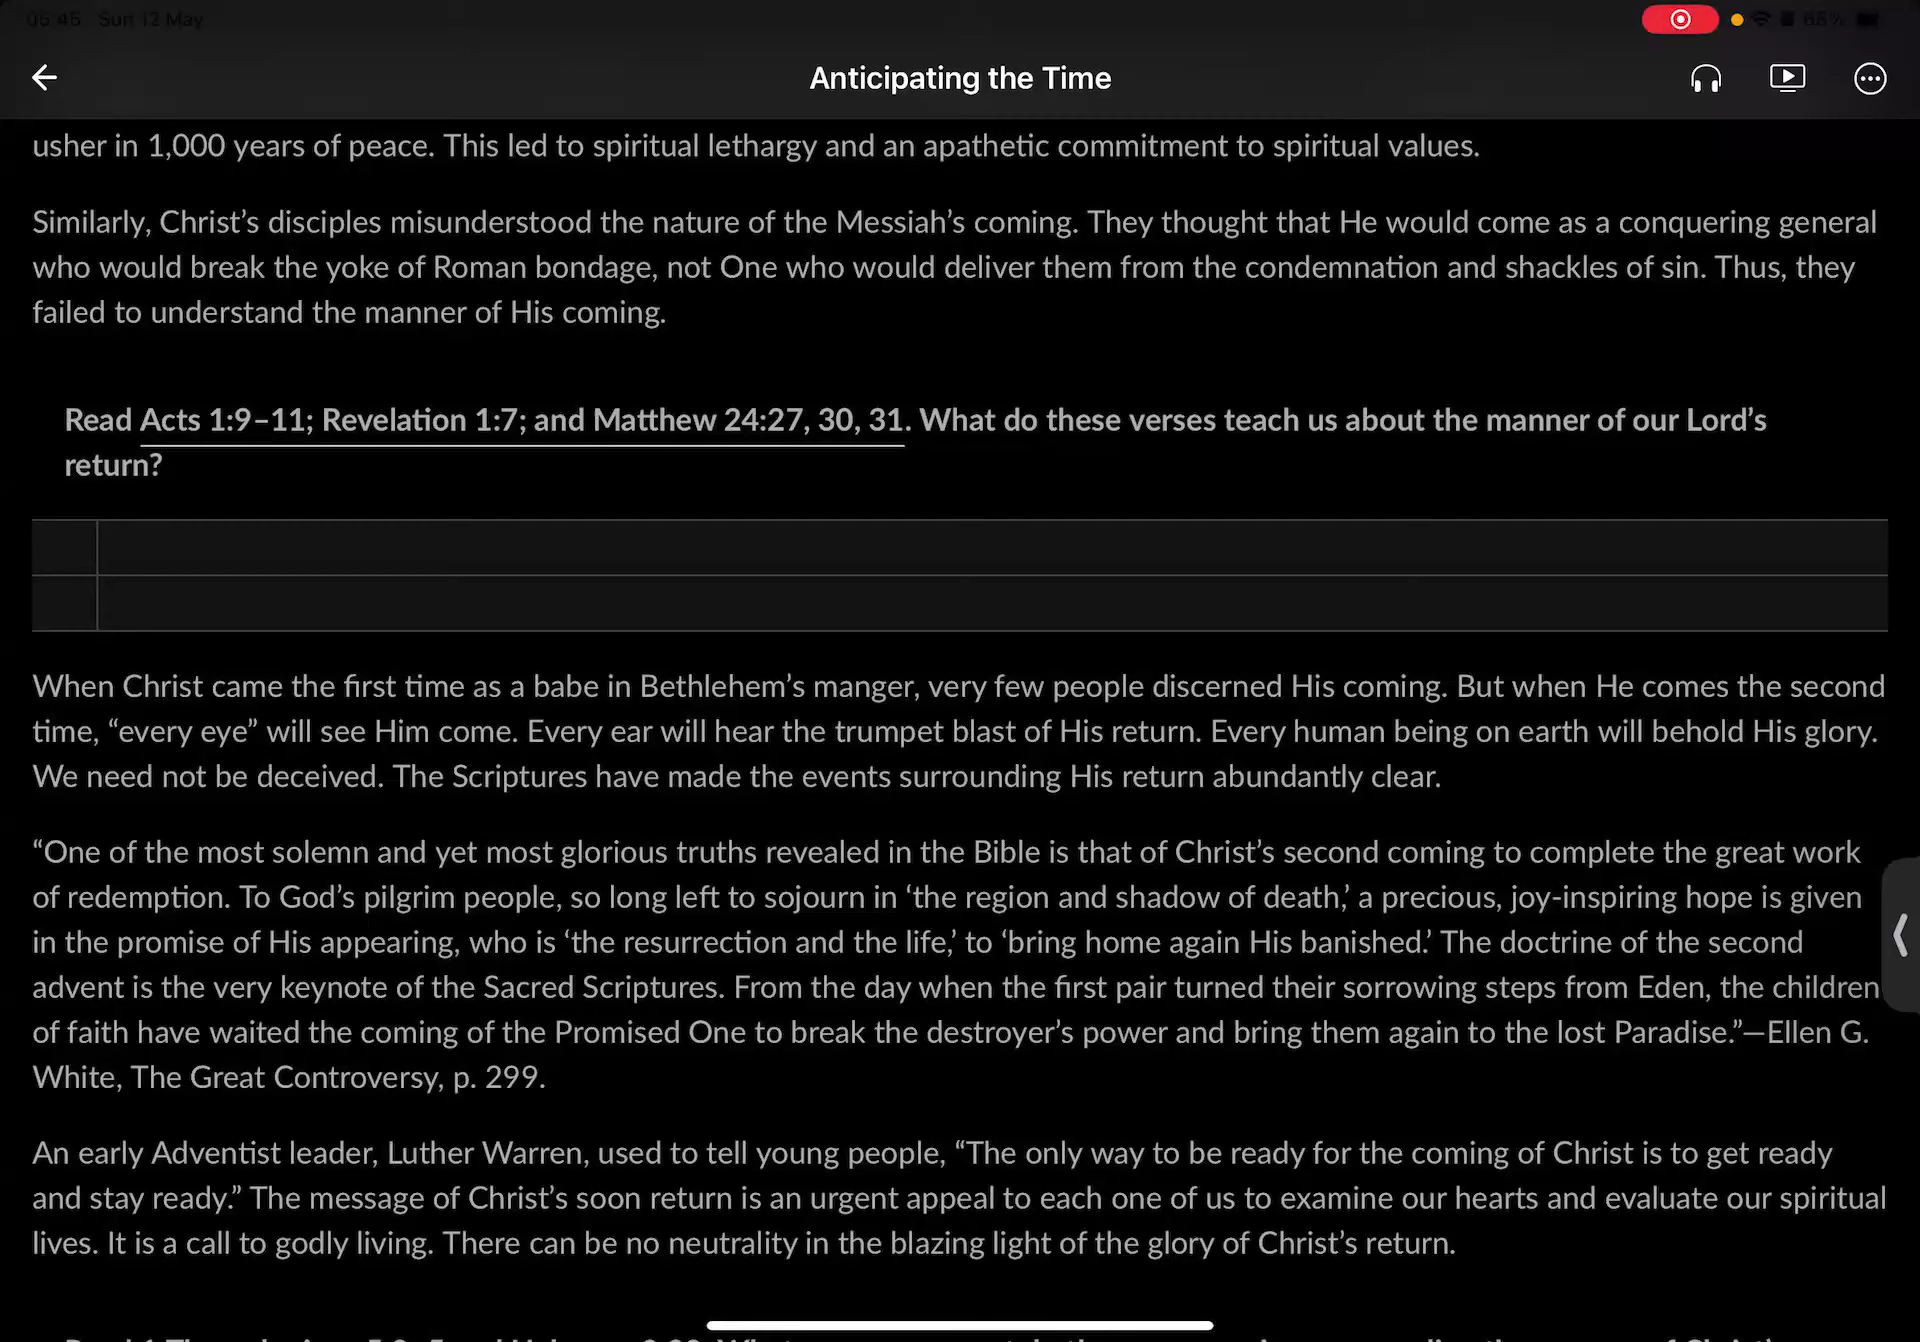 05:45 Sun 12 May
68%
Anticipating the Time
usher in 1,000 years of peace. This led to spiritual lethargy and an apathetic commitment to spiritual values.
Similarly, Christ’s disciples misunderstood the nature of the Messiah’s coming. They thought that He would come as a conquering general
who would break the yoke of Roman bondage, not One who would deliver them from the condemnation and shackles of sin. Thus, they
failed to understand the manner of His coming.
Read Acts 1:9–11; Revelation 1:7; and Matthew 24:27, 30, 31. What do these verses teach us about the manner of our Lord’s
return?
When Christ came the first time as a babe in Bethlehem’s manger, very few people discerned His coming. But when He comes the second
time, “every eye” will see Him come. Every ear will hear the trumpet blast of His return. Every human being on earth will behold His glory.
We need not be deceived. The Scriptures have made the events surrounding His return abundantly clear.
“One of the most solemn and yet most glorious truths revealed in the Bible is that of Christ’s second coming to complete the great work
of redemption. To God’s pilgrim people, so long left to sojourn in ‘the region and shadow of death,’ a precious, joy-inspiring hope is given
in the promise of His appearing, who is ‘the resurrection and the life,’ to ‘bring home again His banished.’ The doctrine of the second
advent is the very keynote of the Sacred Scriptures. From the day when the first pair turned their sorrowing steps from Eden, the children
of faith have waited the coming of the Promised One to break the destroyer’s power and bring them again to the lost Paradise.”—Ellen G.
White, The Great Controversy, p. 299.
An early Adventist leader, Luther Warren, used to tell young people, “The only way to be ready for the coming of Christ is to get ready
and stay ready.” The message of Christ’s soon return is an urgent appeal to each one of us to examine our hearts and evaluate our spiritual
lives. It is a call to godly living. There can be no neutrality in the blazing light of the glory of Christ’s return.